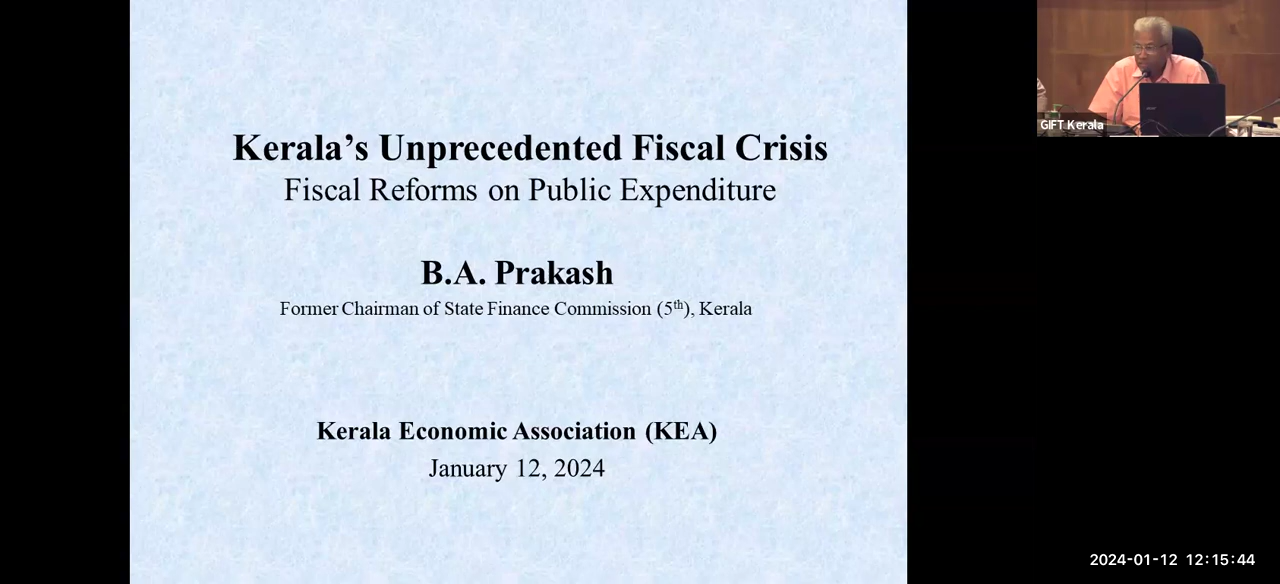 Kerala's Unprecedented Fiscal Crisis
Fiscal Reforms on Public Expenditure
B.A. Prakash
Former Chairman of State Finance Commission (5th), Kerala
Kerala Economic Association (KEA)
January 12, 2024
GIFT Kerala
2024-01-12 12:15:44